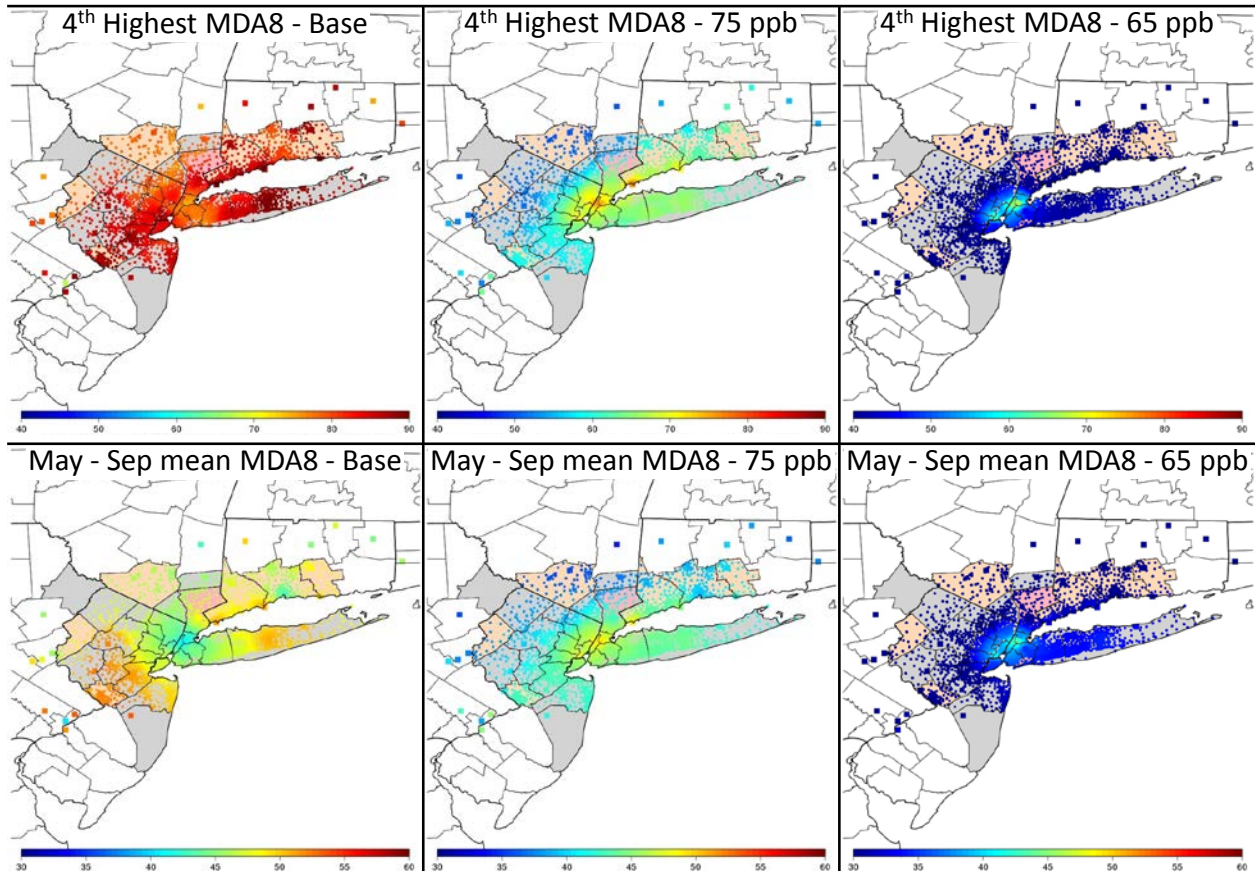 4th Highest MDA8 - Base
4th Highest MDA8 - 75 ppb
4th Highest MDA8 - 65 ppb
40 50 60 70 80 90
40 50 60 70 80 90
40 50 60 70 80 90
May - Sep mean MDA8 - Base
May - Sep mean MDA8 - 75 ppb
May - Sep mean MDA8 - 65 ppb
30 35 40 45 50 55 60
30 35 40 45 50 55 60
30 35 40 45 50 55 60